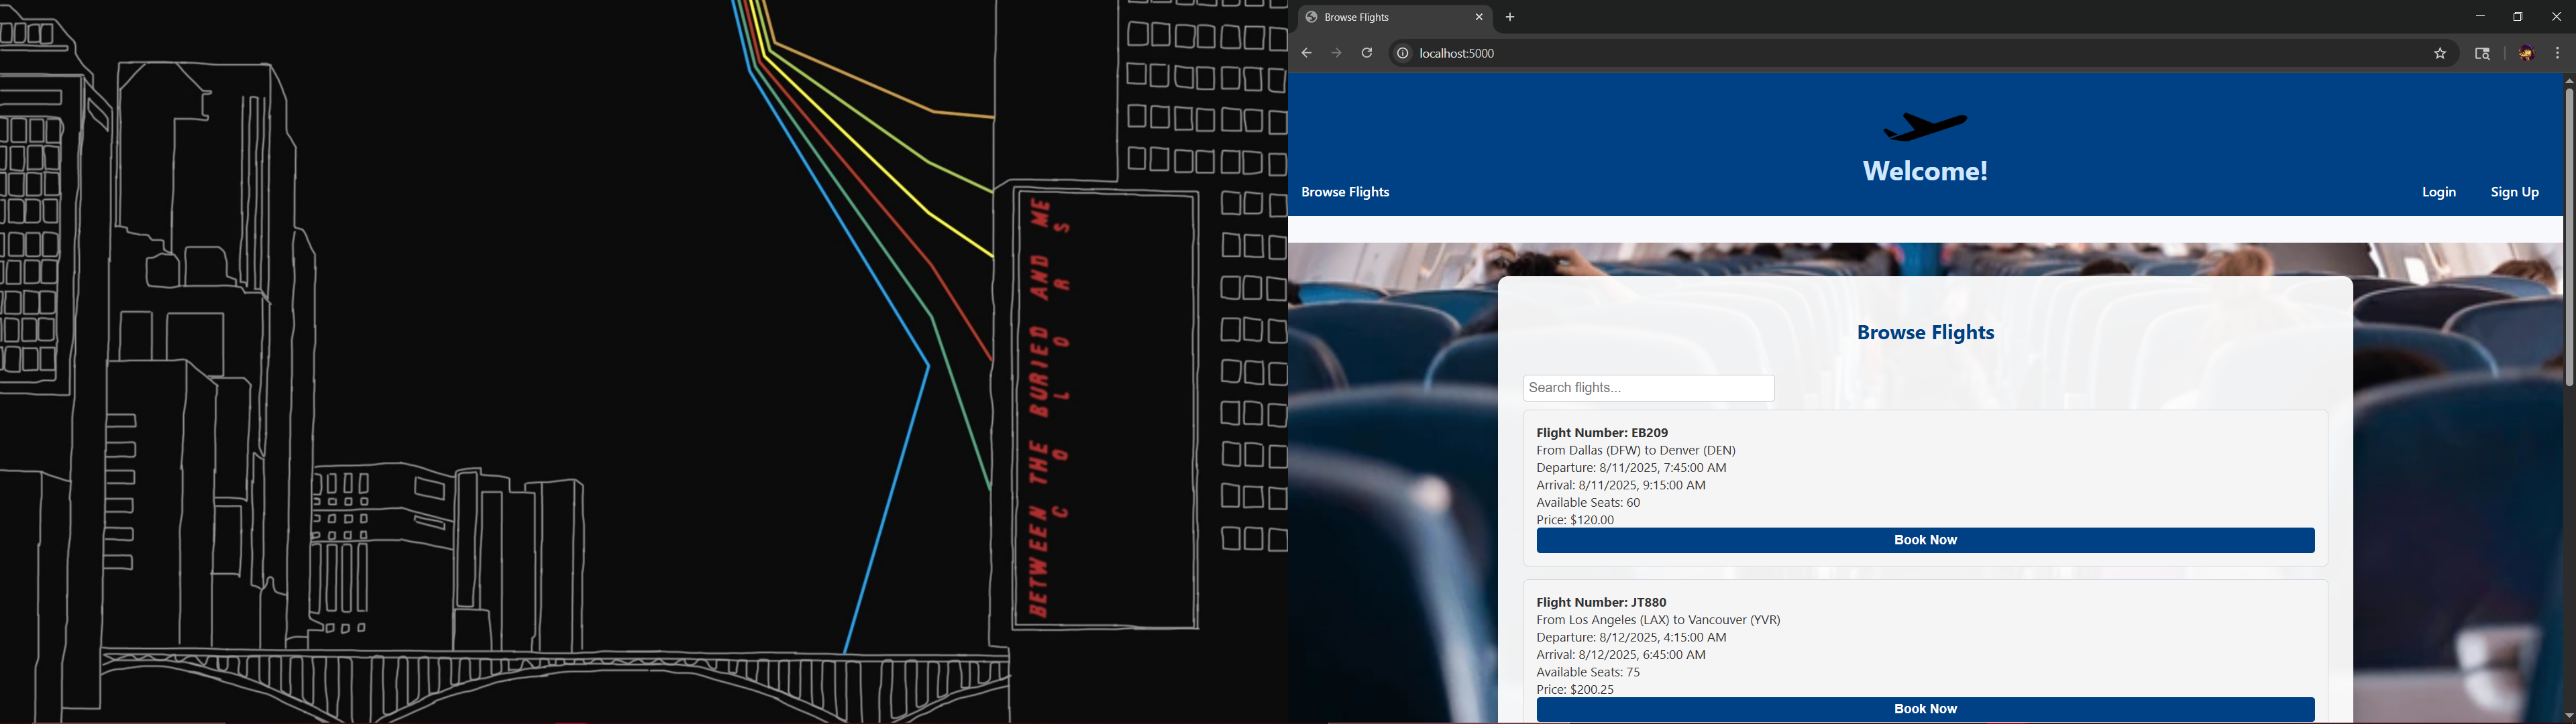 BETWEEN THE BURIED AND ME
COLORS
Browse Flights
localhost:5000
Welcome!
Browse Flights
Login
Sign Up
Browse Flights
Search flights...
Flight Number: EB209
From Dallas (DFW) to Denver (DEN)
Departure: 8/11/2025, 7:45:00 AM
Arrival: 8/11/2025, 9:15:00 AM
Available Seats: 60
Price: $120.00
Book Now
Flight Number: JT880
From Los Angeles (LAX) to Vancouver (YVR)
Departure: 8/12/2025, 4:15:00 AM
Arrival: 8/12/2025, 6:45:00 AM
Available Seats: 75
Price: $200.25
Book Now